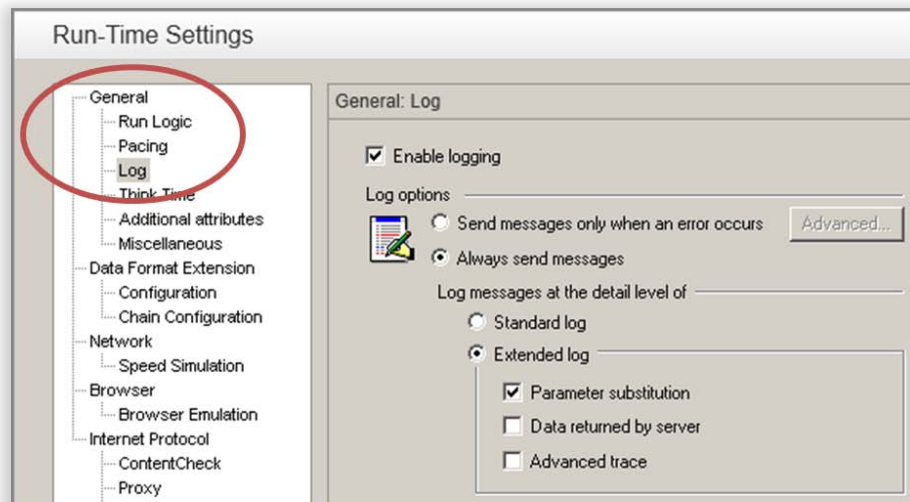 Run-Time Settings
General
Run Logic
Pacing
Log
Think Time
Additional attributes
Miscellaneous
Data Format Extension
Configuration
Chain Configuration
Network
Speed Simulation
Browser
Browser Emulation
Internet Protocol
ContentCheck
Proxy
General: Log
Enable logging
Log options
Send messages only when an error occurs
Advanced...
Always send messages
Log messages at the detail level of
Standard log
Extended log
Parameter substitution
Data returned by server
Advanced trace